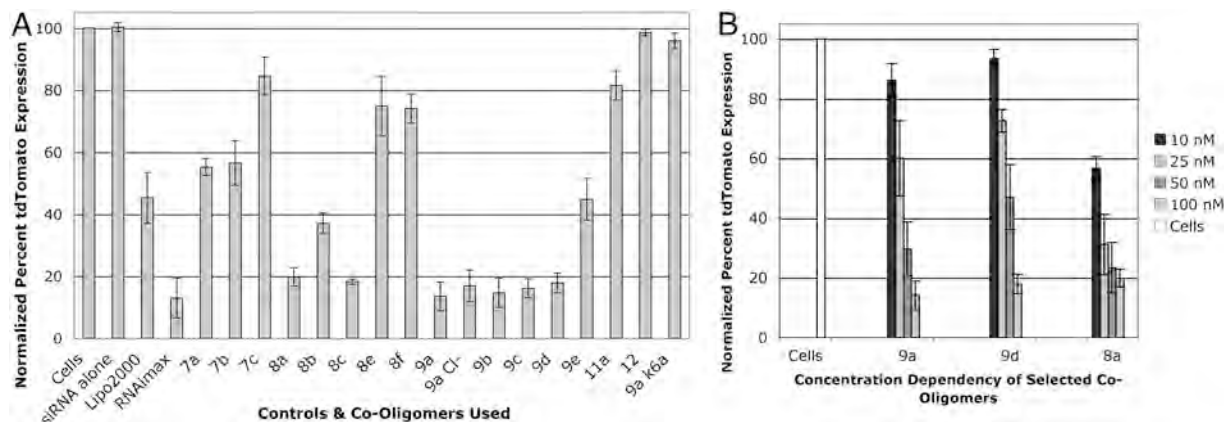 A
Normalized Percent tdTomato Expression
100
80
60
40
20
0
Cells
siRNA alone
Lipo2000
RNAimax
7a
7b
7c
8a
8b
8c
8e
8f
9a
9a Cl-
9b
9c
9d
9e
11a
12
9a k6a
Controls & Co-Oligomers Used
B
Normalized Percent tdTomato Expression
100
80
60
40
20
0
Cells
9a
9d
8a
Concentration Dependency of Selected Co-
Oligomers
10 nM
25 nM
50 nM
100 nM
Cells